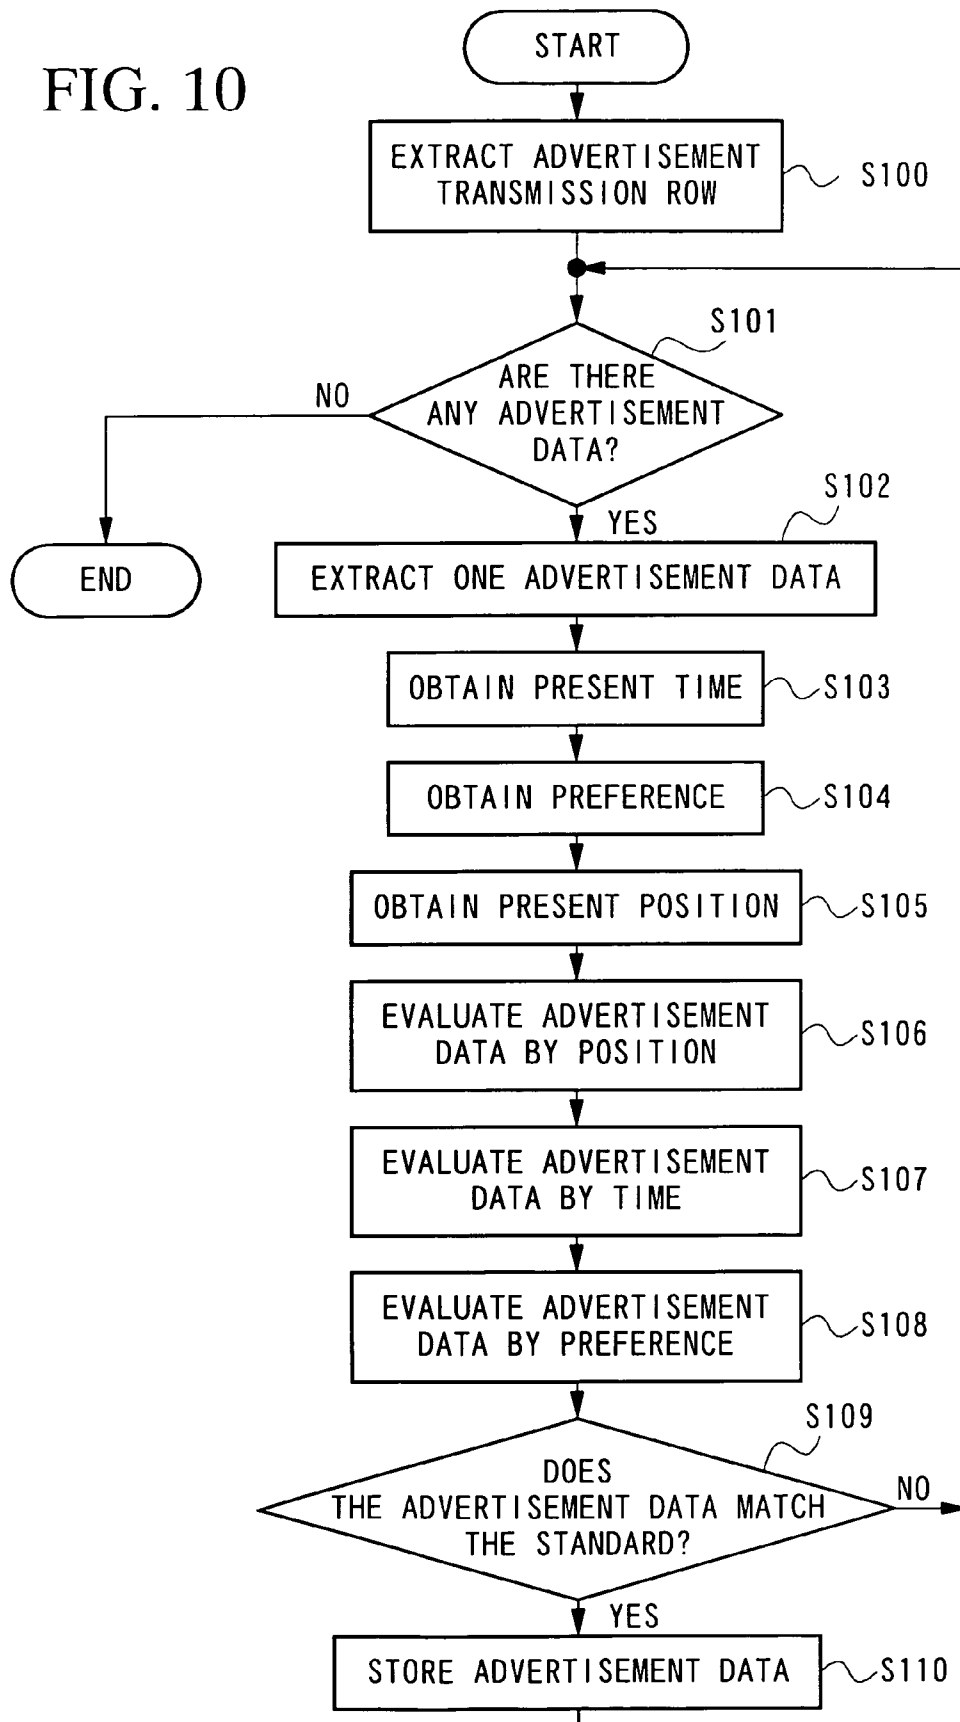 FIG. 10
START
EXTRACT ADVERTISEMENT
TRANSMISSION ROW
S100
S101
ARE THERE
ANY ADVERTISEMENT
DATA?
NO
YES
END
S102
EXTRACT ONE ADVERTISEMENT DATA
OBTAIN PRESENT TIME
S103
OBTAIN PREFERENCE
S104
OBTAIN PRESENT POSITION
S105
EVALUATE ADVERTISEMENT
DATA BY POSITION
S106
EVALUATE ADVERTISEMENT
DATA BY TIME
S107
EVALUATE ADVERTISEMENT
DATA BY PREFERENCE
S108
S109
DOES
THE ADVERTISEMENT DATA MATCH
THE STANDARD?
NO
YES
STORE ADVERTISEMENT DATA
S110